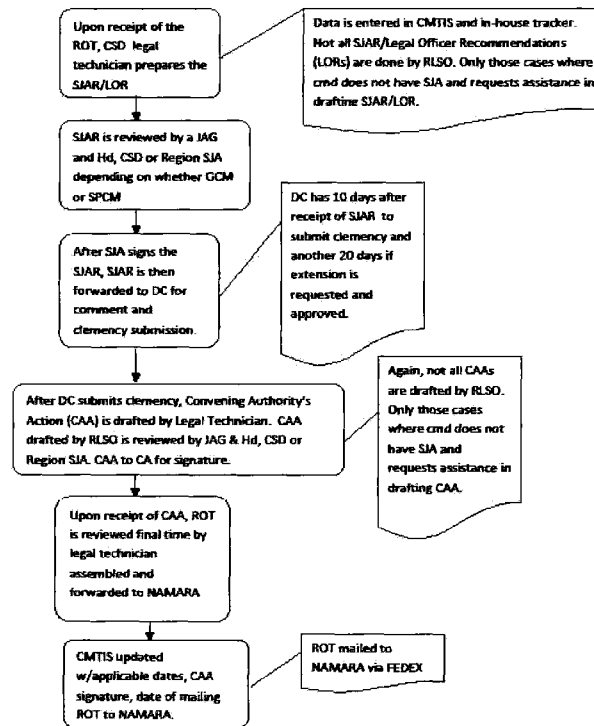 Upon receipt of the
ROT, CSD legal
technician prepares the
SJAR/LOR
Data is entered in CMTIS and in-house tracker.
Not all SJAR/Legal Officer Recommendations
(LORs) are done by RLSO. Only those cases where
cmd does not have SJA and requests assistance in
drafting SJAR/LOR.
SJAR is reviewed by a JAG
and Hd, CSD or Region SJA
depending on whether GCM
or SPCM
DC has 10 days after
receipt of SJAR to
submit clemency and
another 20 days if
extension is
requested and
approved.
After SJA signs the
SJAR, SJAR is then
forwarded to DC for
comment and
clemency submission.
After DC submits clemency, Convening Authority's
Action (CAA) is drafted by Legal Technician. CAA
drafted by RLSO is reviewed by JAG & Hd, CSD or
Region SJA. CAA to CA for signature.
Again, not all CAAs
are drafted by RLSO.
Only those cases
where cmd does not
have SJA and
requests assistance in
drafting CAA.
Upon receipt of CAA, ROT
is reviewed final time by
legal technician
assembled and
forwarded to NAMARA
CMTIS updated
w/applicable dates, CAA
signature, date of mailing
ROT to NAMARA.
ROT mailed to
NAMARA via FEDEX